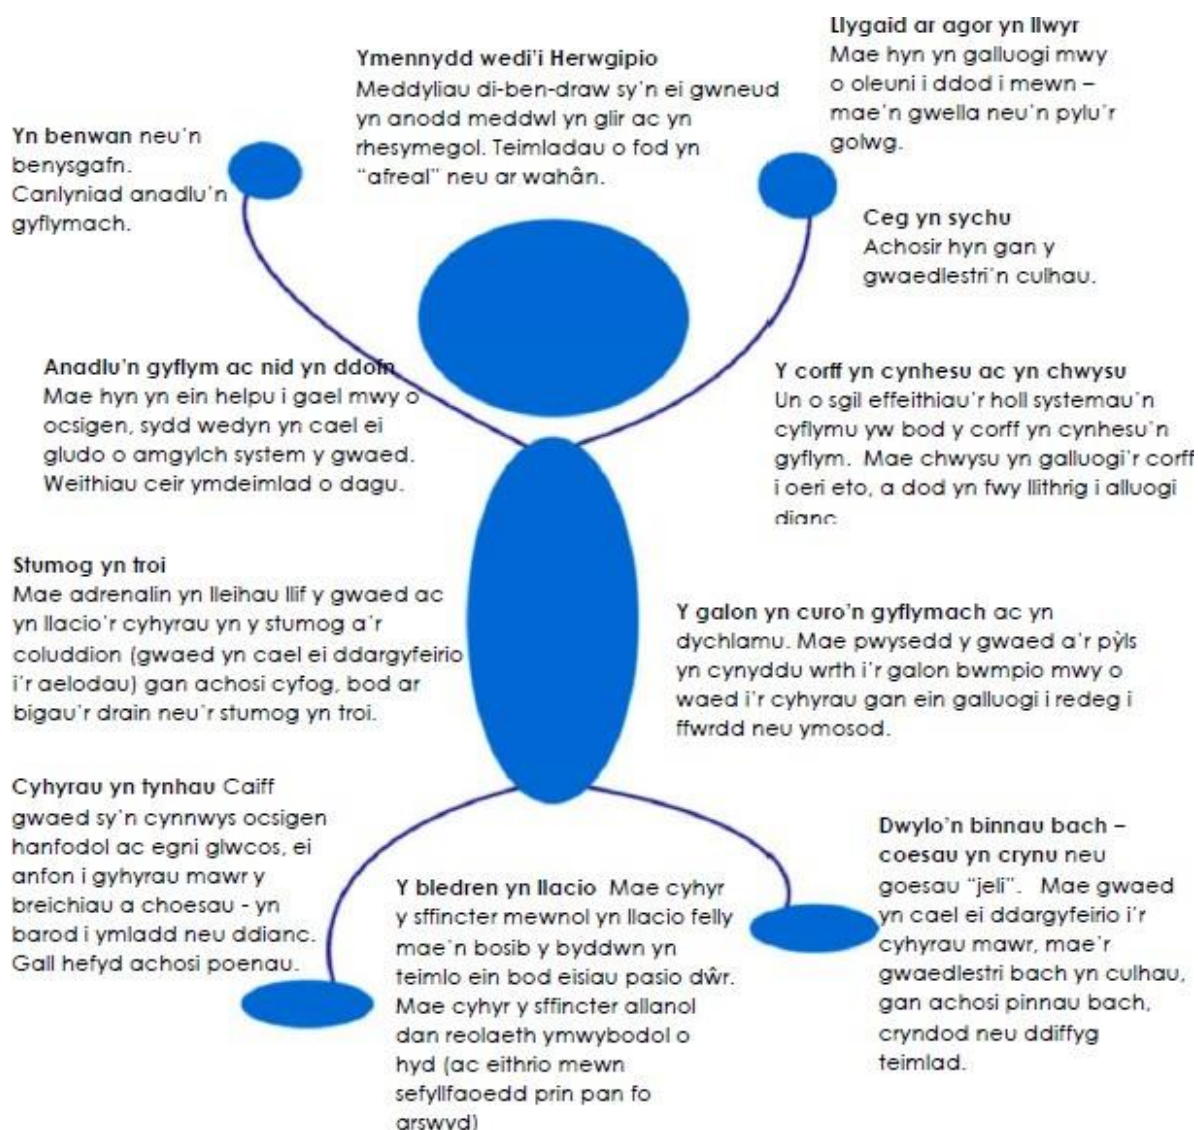 Yn benwan neu'n
benysgafn.
Canlyniad anadlu'n
gyflymach.
Ymennydd wedi'i Herwgipio
Meddyliau di-ben-draw sy'n ei gwneud
yn anodd meddwl yn glir ac yn
rhesymegol. Teimladau o fod yn
"afreal" neu ar wahân.
Llygaid ar agor yn llwyr
Mae hyn yn galluogi mwy
o oleuni i ddod i mewn –
mae'n gwella neu'n pylu'r
golwg.
Ceg yn sychu
Achosir hyn gan y
gwaedlestri'n culhau.
Anadlu'n gyflym ac nid yn ddofn
Mae hyn yn ein helpu i gael mwy o
ocsigen, sydd wedyn yn cael ei
gludo o amgylch system y gwaed.
Weithiau ceir ymdeimlad o dagu.
Y corff yn cynhesu ac yn chwysu
Un o sgil effeithiau'r holl systemau'n
cyflymu yw bod y corff yn cynhesu'n
gyflym. Mae chwysu yn galluogi'r corff
i oeri eto, a dod yn fwy llithrig i alluogi
dianc
Stumog yn troi
Mae adrenalin yn lleihau llif y gwaed ac
yn llacio'r cyhyrau yn y stumog a'r
coluddion (gwaed yn cael ei ddargyfeirio
i'r aelodau) gan achosi cyfog, bod ar
bigau'r drain neu'r stumog yn troi.
Y galon yn curo'n gyflymach ac yn
dychlamu. Mae pwysedd y gwaed a'r pỳls
yn cynyddu wrth i'r galon bwmpio mwy o
waed i'r cyhyrau gan ein galluogi i redeg i
ffwrdd neu ymosod.
Cyhyrau yn tynhau Caiff
gwaed sy'n cynnwys ocsigen
hanfodol ac egni glwcos, ei
anfon i gyhyrau mawr y
breichiau a choesau - yn
barod i ymladd neu ddianc.
Gall hefyd achosi poenau.
Y bledren yn llacio Mae cyhyr
y sffincter mewnol yn llacio felly
mae'n bosib y byddwn yn
teimlo ein bod eisiau pasio dŵr.
Mae cyhyr y sffincter allanol
dan reolaeth ymwybodol o
hyd (ac eithrio mewn
sefyllfaoedd prin pan fo
arswyd)
Dwylo'n binnau bach –
coesau yn crynu neu
goesau "jeli". Mae gwaed
yn cael ei ddargyfeirio i'r
cyhyrau mawr, mae'r
gwaedlestri bach yn culhau,
gan achosi pinnau bach,
cryndod neu ddiffyg
teimlad.